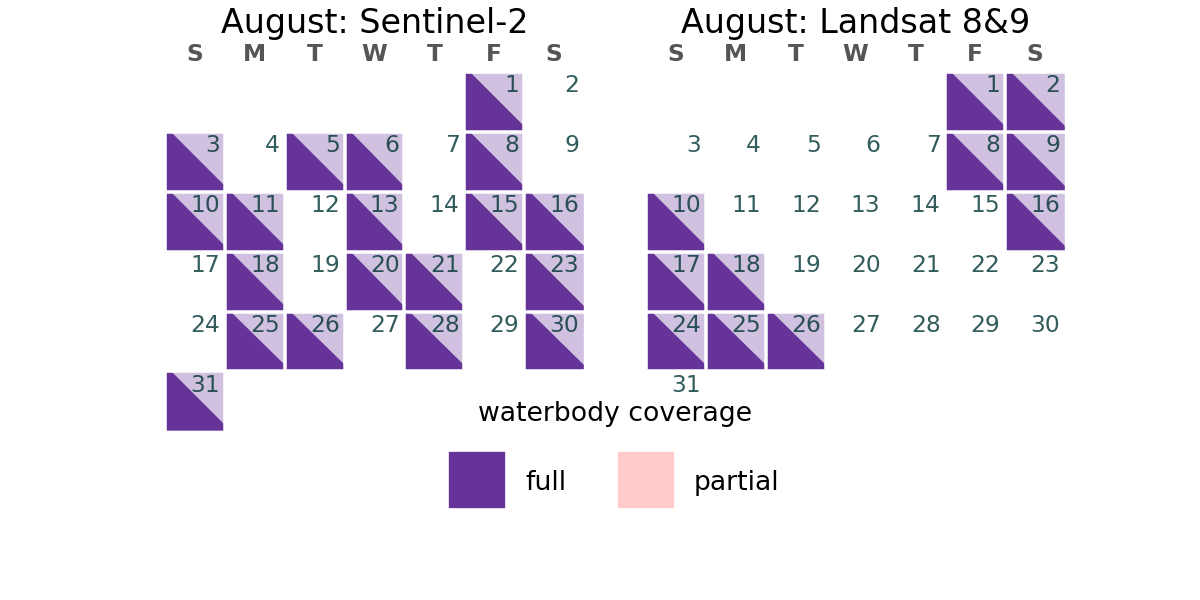 August: Sentinel-2
S M T W T F S
1 2
3 4 5 6 7 8 9
10 11 12 13 14 15 16
17 18 19 20 21 22 23
24 25 26 27 28 29 30
31
August: Landsat 8&9
S M T W T F S
1 2
3 4 5 6 7 8 9
10 11 12 13 14 15 16
17 18 19 20 21 22 23
24 25 26 27 28 29 30
31
waterbody coverage
full partial